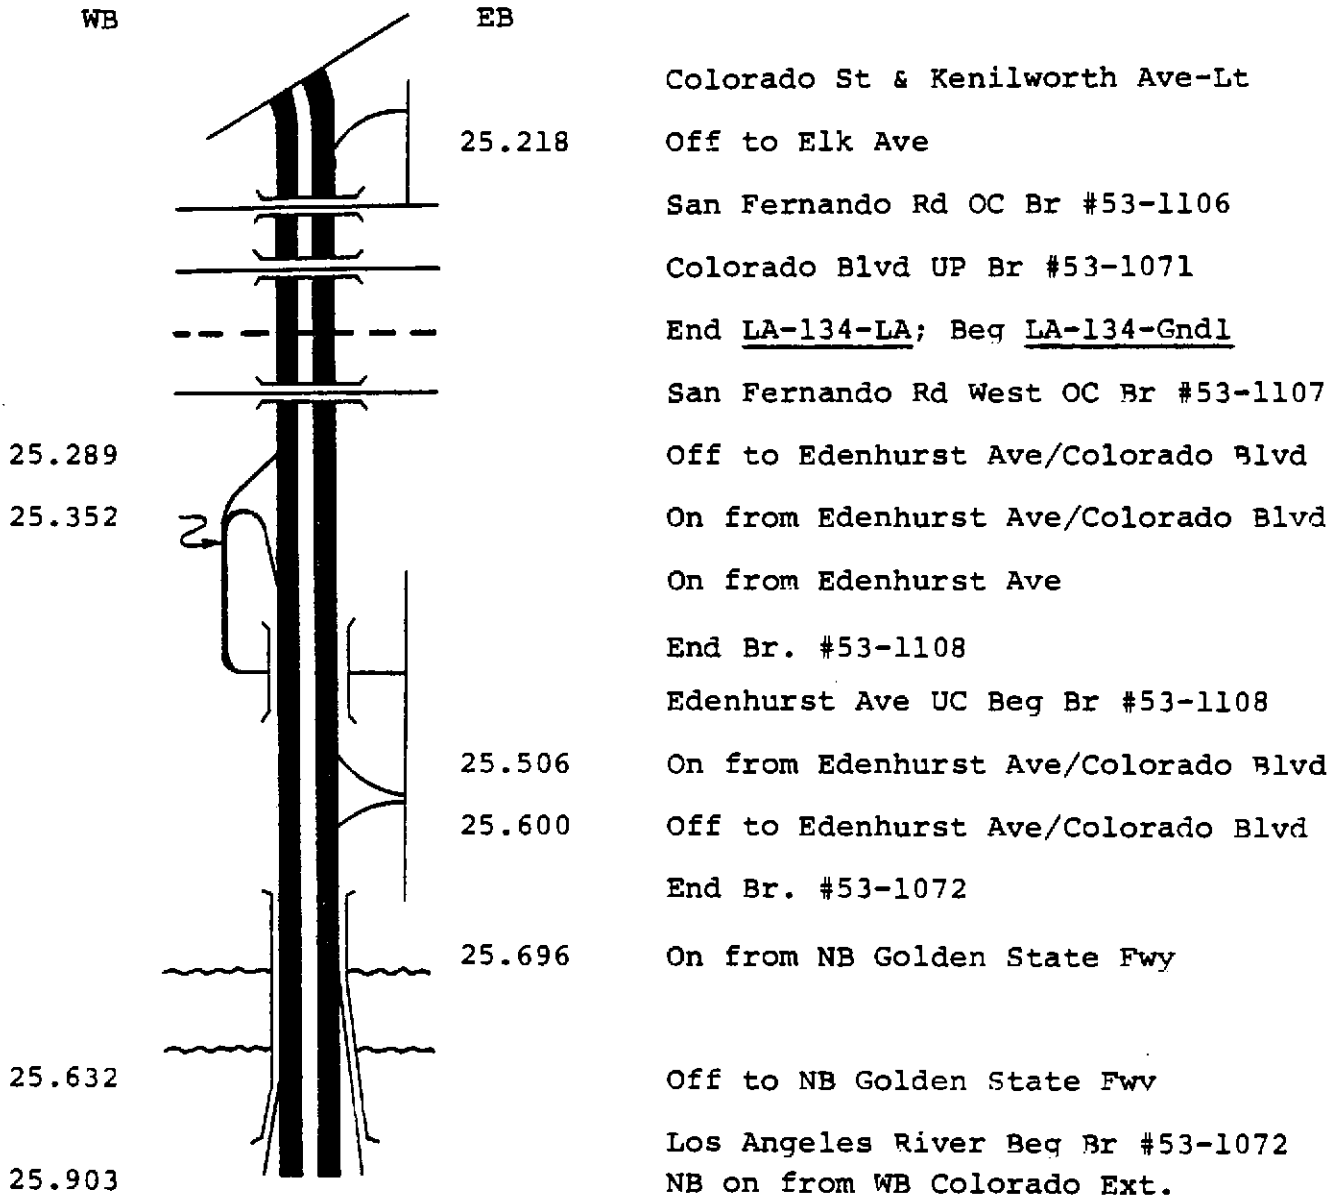 WB EB
Colorado St & Kenilworth Ave-Lt
25.218 Off to Elk Ave
San Fernando Rd OC Br #53-1106
Colorado Blvd UP Br #53-1071
End LA-134-LA; Beg LA-134-Gndl
San Fernando Rd West OC Br #53-1107
25.289 Off to Edenhurst Ave/Colorado Blvd
25.352 On from Edenhurst Ave/Colorado Blvd
On from Edenhurst Ave
End Br. #53-1108
Edenhurst Ave UC Beg Br #53-1108
25.506 On from Edenhurst Ave/Colorado Blvd
25.600 Off to Edenhurst Ave/Colorado Blvd
End Br. #53-1072
25.696 On from NB Golden State Fwy
25.632 Off to NB Golden State Fwy
Los Angeles River Beg Br #53-1072
25.903 NB on from WB Colorado Ext.